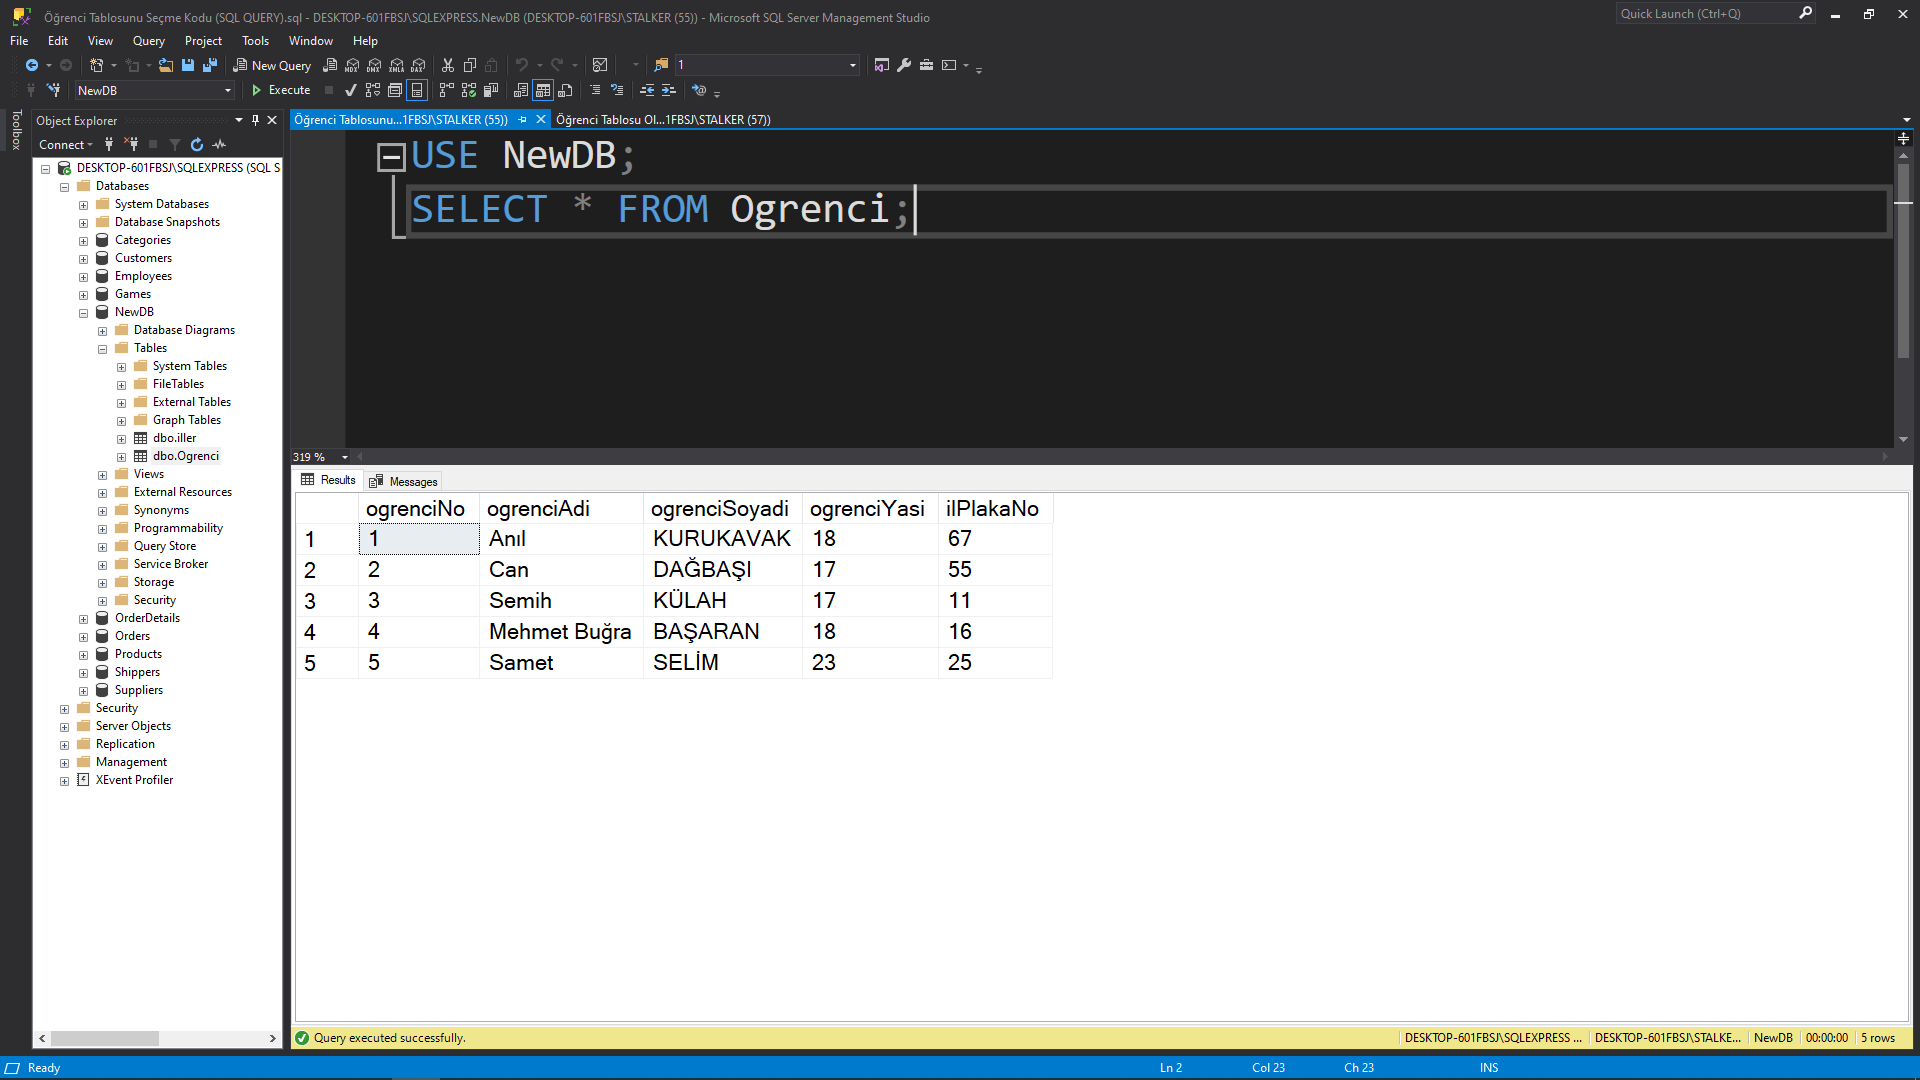 Öğrenci Tablosunu Seçme Kodu (SQL QUERY).sql - DESKTOP-601FBSJ\SQLEXPRESS.NewDB (DESKTOP-601FBSJ\STALKER (55)) - Microsoft SQL Server Management Studio
Quick Launch (Ctrl+Q)
File Edit View Query Project Tools Window Help
New Query
MDX DMX XMLA DAX
1
NewDB
Execute
Toolbox
Object Explorer
Connect
DESKTOP-601FBSJ\SQLEXPRESS (SQL S
Databases
System Databases
Database Snapshots
Categories
Customers
Employees
Games
NewDB
Database Diagrams
Tables
System Tables
FileTables
External Tables
Graph Tables
dbo.iller
dbo.Ogrenci
Views
External Resources
Synonyms
Programmability
Query Store
Service Broker
Storage
Security
OrderDetails
Orders
Products
Shippers
Suppliers
Security
Server Objects
Replication
Management
XEvent Profiler
Öğrenci Tablosunu...1FBSJ\STALKER (55))
Öğrenci Tablosu Ol...1FBSJ\STALKER (57))
USE NewDB;
SELECT * FROM Ogrenci;
319 %
Results
Messages
ogrenciNo ogrenciAdi ogrenciSoyadi ogrenciYasi ilPlakaNo
1 1 Anıl KURUKAVAK 18 67
2 2 Can DAĞBAŞI 17 55
3 3 Semih KÜLAH 17 11
4 4 Mehmet Buğra BAŞARAN 18 16
5 5 Samet SELİM 23 25
Query executed successfully.
DESKTOP-601FBSJ\SQLEXPRESS ...
DESKTOP-601FBSJ\STALKE...
NewDB
00:00:00
5 rows
Ready
Ln 2
Col 23
Ch 23
INS